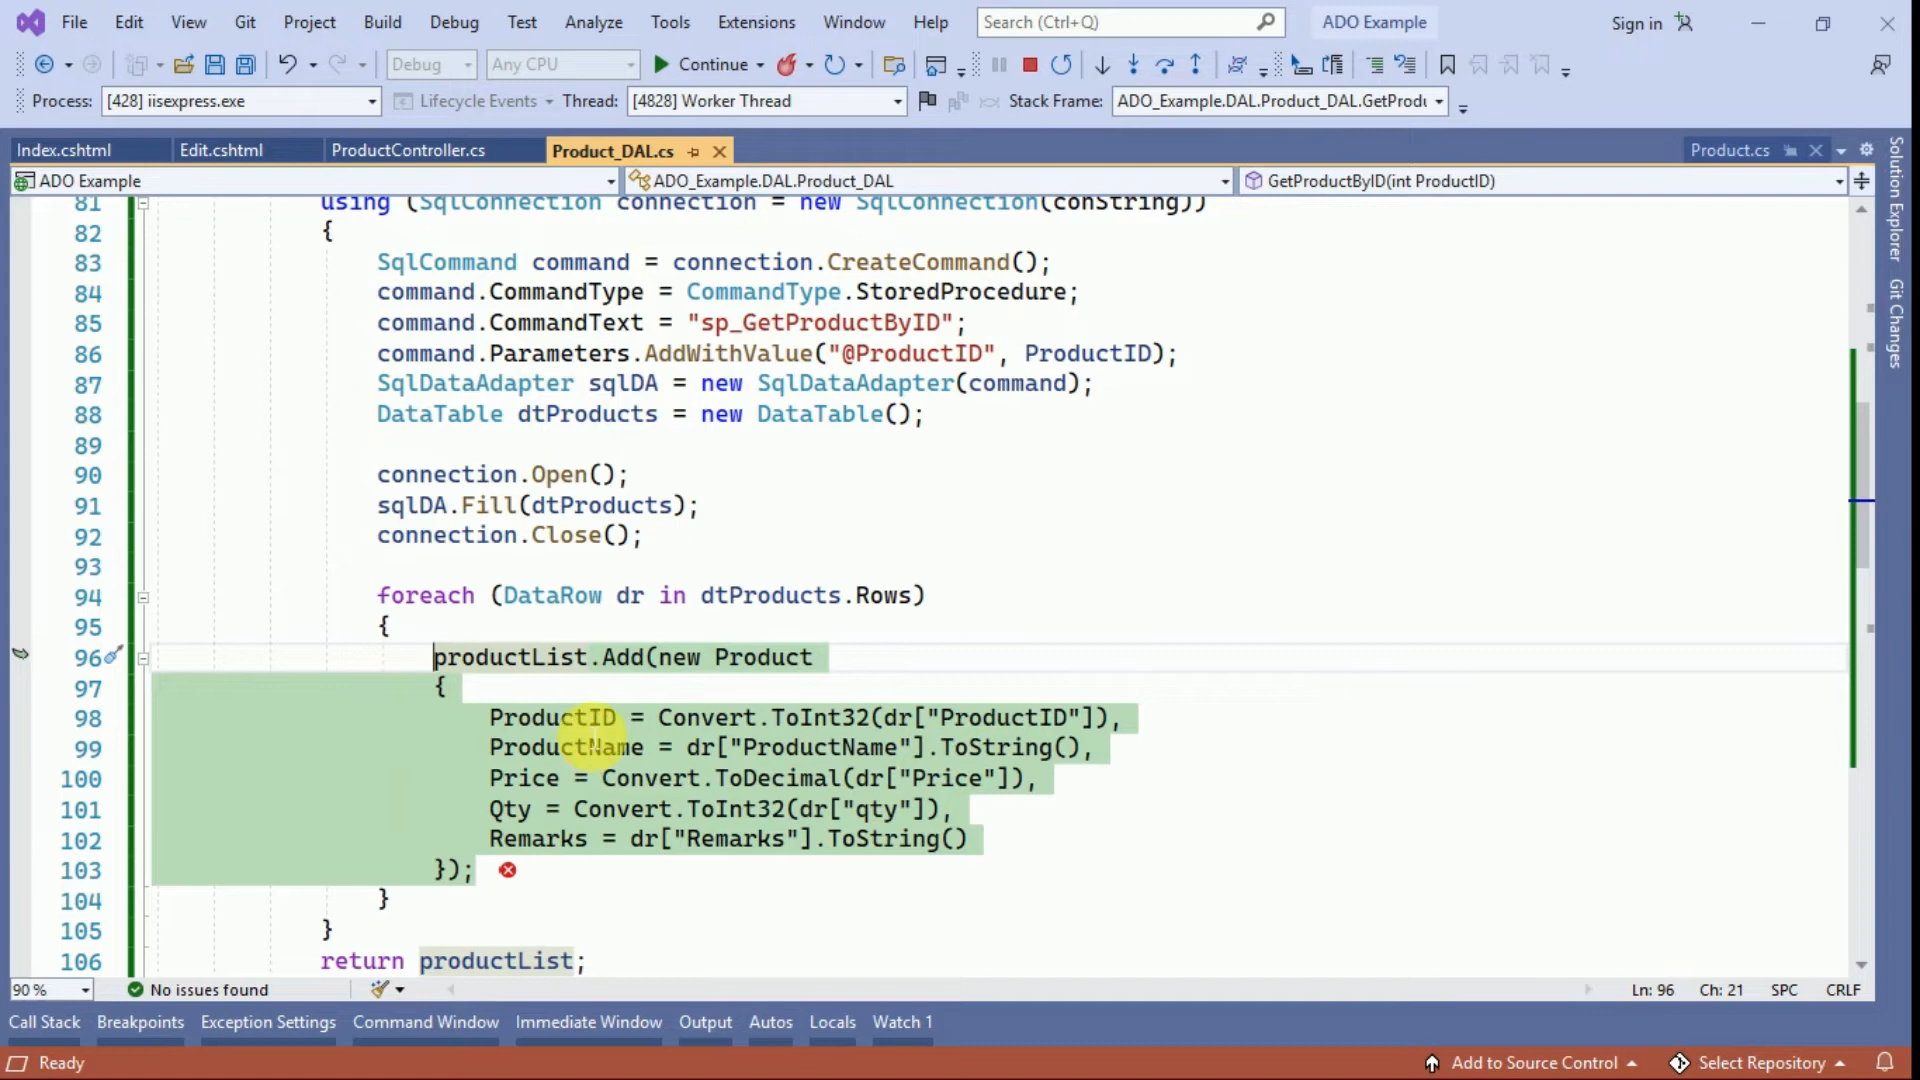 File Edit View Git Project Build Debug Test Analyze Tools Extensions Window Help Search (Ctrl+Q) ADO Example Sign in
Debug Any CPU Continue
Process: [428] iisexpress.exe Lifecycle Events Thread: [4828] Worker Thread Stack Frame: ADO_Example.DAL.Product_DAL.GetProdu
Index.cshtml Edit.cshtml ProductController.cs Product_DAL.cs Product.cs
ADO Example ADO_Example.DAL.Product_DAL GetProductByID(int ProductID)
81 using (SqlConnection connection = new SqlConnection(conString))
82 {
83 SqlCommand command = connection.CreateCommand();
84 command.CommandType = CommandType.StoredProcedure;
85 command.CommandText = "sp_GetProductByID";
86 command.Parameters.AddWithValue("@ProductID", ProductID);
87 SqlDataAdapter sqlDA = new SqlDataAdapter(command);
88 DataTable dtProducts = new DataTable();
89
90 connection.Open();
91 sqlDA.Fill(dtProducts);
92 connection.Close();
93
94 foreach (DataRow dr in dtProducts.Rows)
95 {
96 productList.Add(new Product
97 {
98 ProductID = Convert.ToInt32(dr["ProductID"]),
99 ProductName = dr["ProductName"].ToString(),
100 Price = Convert.ToDecimal(dr["Price"]),
101 Qty = Convert.ToInt32(dr["qty"]),
102 Remarks = dr["Remarks"].ToString()
103 });
104 }
105 }
106 return productList;
Solution Explorer
Git Changes
90 % No issues found Ln: 96 Ch: 21 SPC CRLF
Call Stack Breakpoints Exception Settings Command Window Immediate Window Output Autos Locals Watch 1
Ready Add to Source Control Select Repository